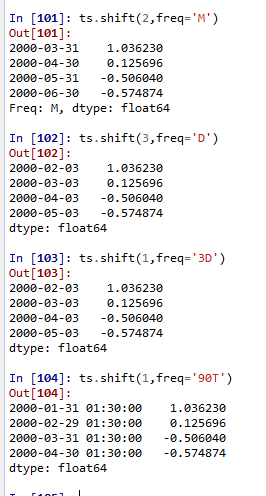 In [101]: ts.shift(2,freq='M')
Out[101]:
2000-03-31    1.036230
2000-04-30    0.125696
2000-05-31   -0.506040
2000-06-30   -0.574874
Freq: M, dtype: float64
In [102]: ts.shift(3,freq='D')
Out[102]:
2000-02-03    1.036230
2000-03-03    0.125696
2000-04-03   -0.506040
2000-05-03   -0.574874
dtype: float64
In [103]: ts.shift(1,freq='3D')
Out[103]:
2000-02-03    1.036230
2000-03-03    0.125696
2000-04-03   -0.506040
2000-05-03   -0.574874
dtype: float64
In [104]: ts.shift(1,freq='90T')
Out[104]:
2000-01-31 01:30:00    1.036230
2000-02-29 01:30:00    0.125696
2000-03-31 01:30:00   -0.506040
2000-04-30 01:30:00   -0.574874
dtype: float64